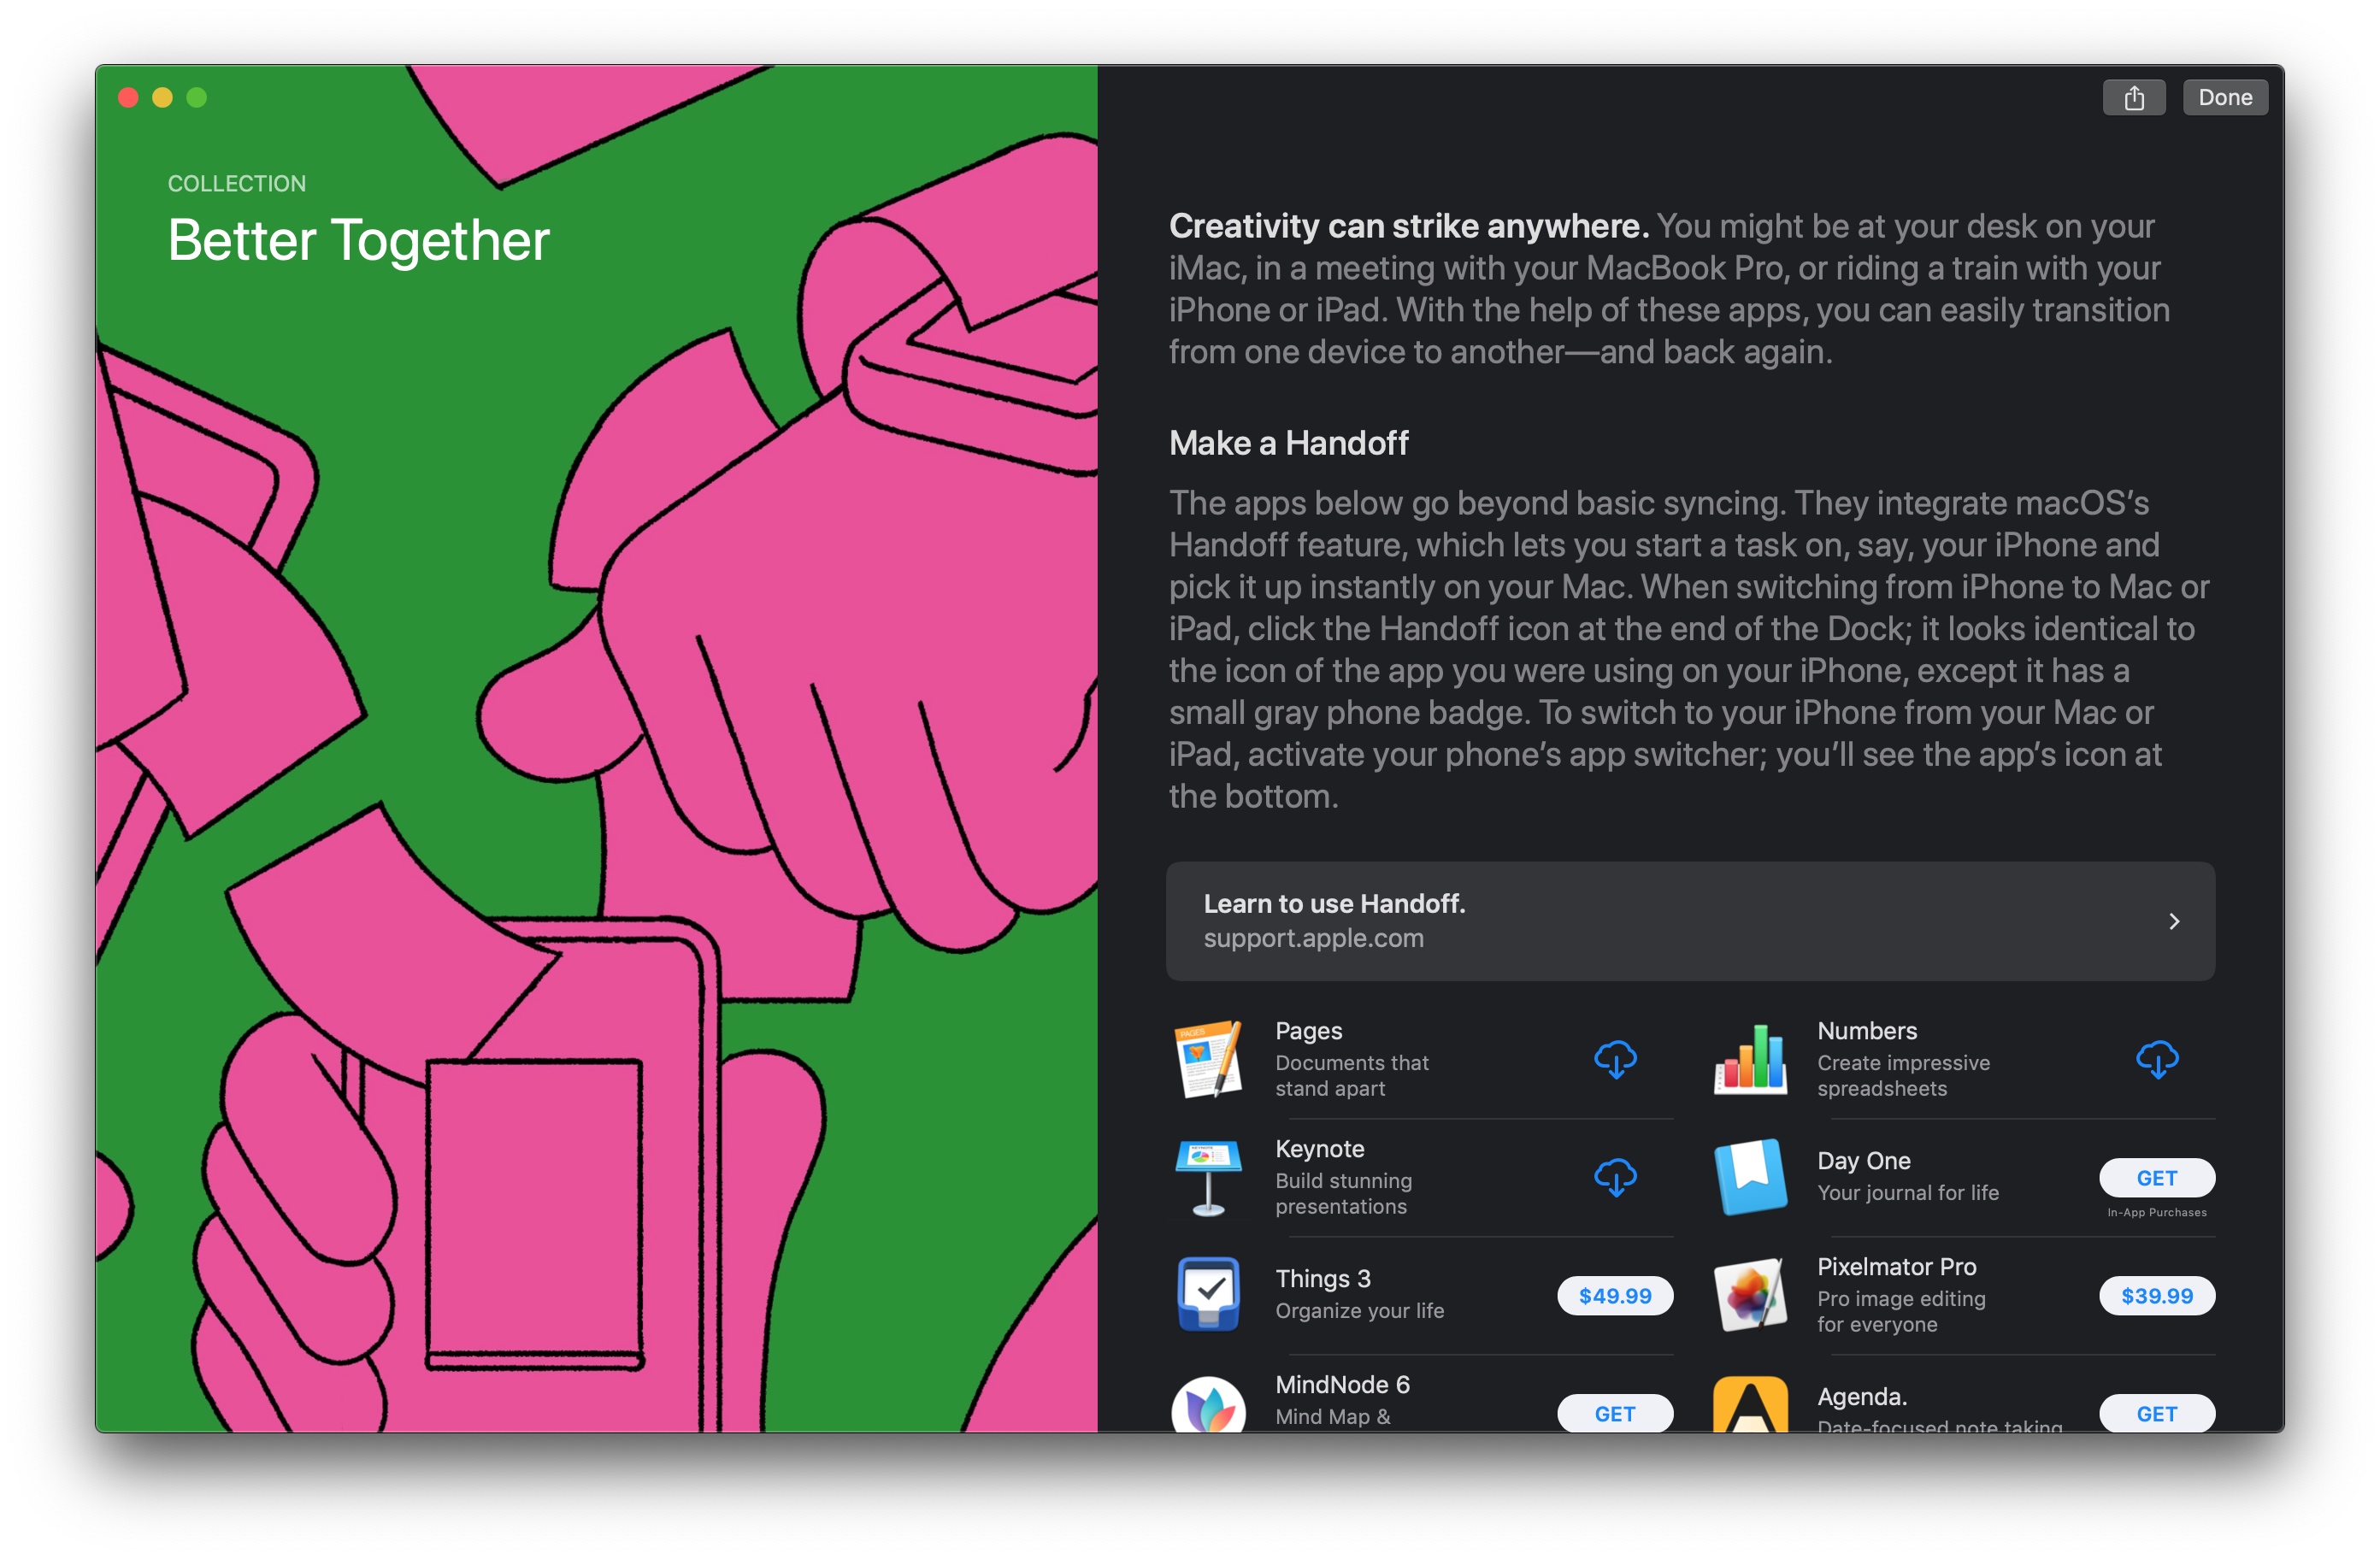 COLLECTION
Better Together
Done
Creativity can strike anywhere. You might be at your desk on your
iMac, in a meeting with your MacBook Pro, or riding a train with your
iPhone or iPad. With the help of these apps, you can easily transition
from one device to another—and back again.
Make a Handoff
The apps below go beyond basic syncing. They integrate macOS’s
Handoff feature, which lets you start a task on, say, your iPhone and
pick it up instantly on your Mac. When switching from iPhone to Mac or
iPad, click the Handoff icon at the end of the Dock; it looks identical to
the icon of the app you were using on your iPhone, except it has a
small gray phone badge. To switch to your iPhone from your Mac or
iPad, activate your phone’s app switcher; you’ll see the app’s icon at
the bottom.
Learn to use Handoff.
support.apple.com
Pages
Documents that
stand apart
Numbers
Create impressive
spreadsheets
Keynote
Build stunning
presentations
Day One
Your journal for life
GET
In-App Purchases
Things 3
Organize your life
$49.99
Pixelmator Pro
Pro image editing
for everyone
$39.99
MindNode 6
Mind Map &
GET
Agenda.
Date-focused note taking
GET